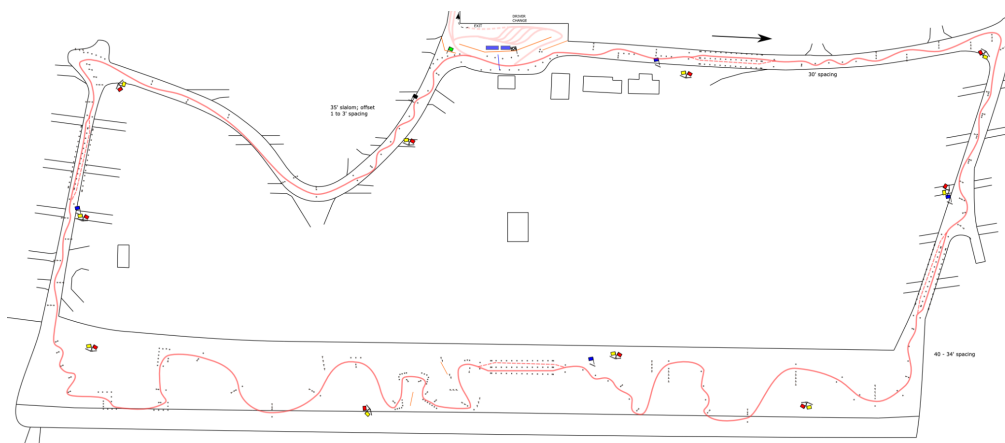 DRIVER
CHANGE
EXIT
30' spacing
35' slalom; offset
1 to 3' spacing
40 - 34' spacing